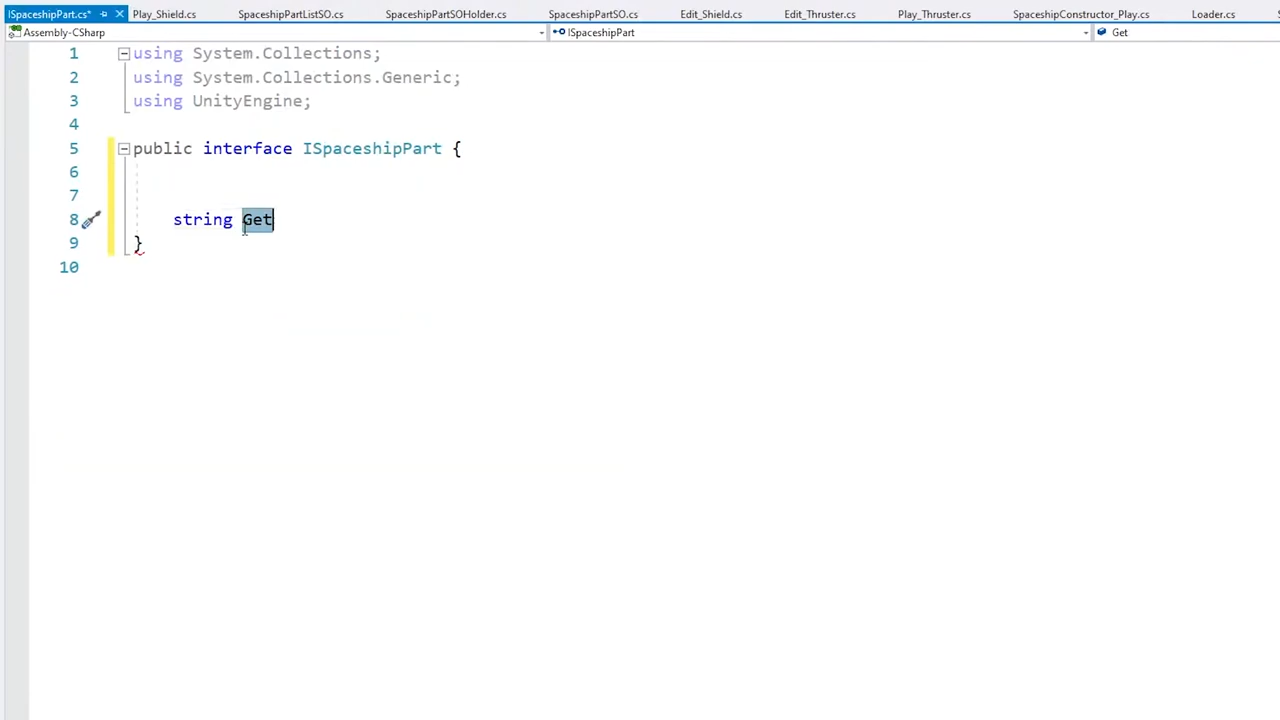 ISpaceshipPart.cs* Play_Shield.cs SpaceshipPartListSO.cs SpaceshipPartSOHolder.cs SpaceshipPartSO.cs Edit_Shield.cs Edit_Thruster.cs Play_Thruster.cs SpaceshipConstructor_Play.cs Loader.cs
Assembly-CSharp ISpaceshipPart Get
1 using System.Collections;
2 using System.Collections.Generic;
3 using UnityEngine;
4
5 public interface ISpaceshipPart {
6
7
8 string Get
9 }
10